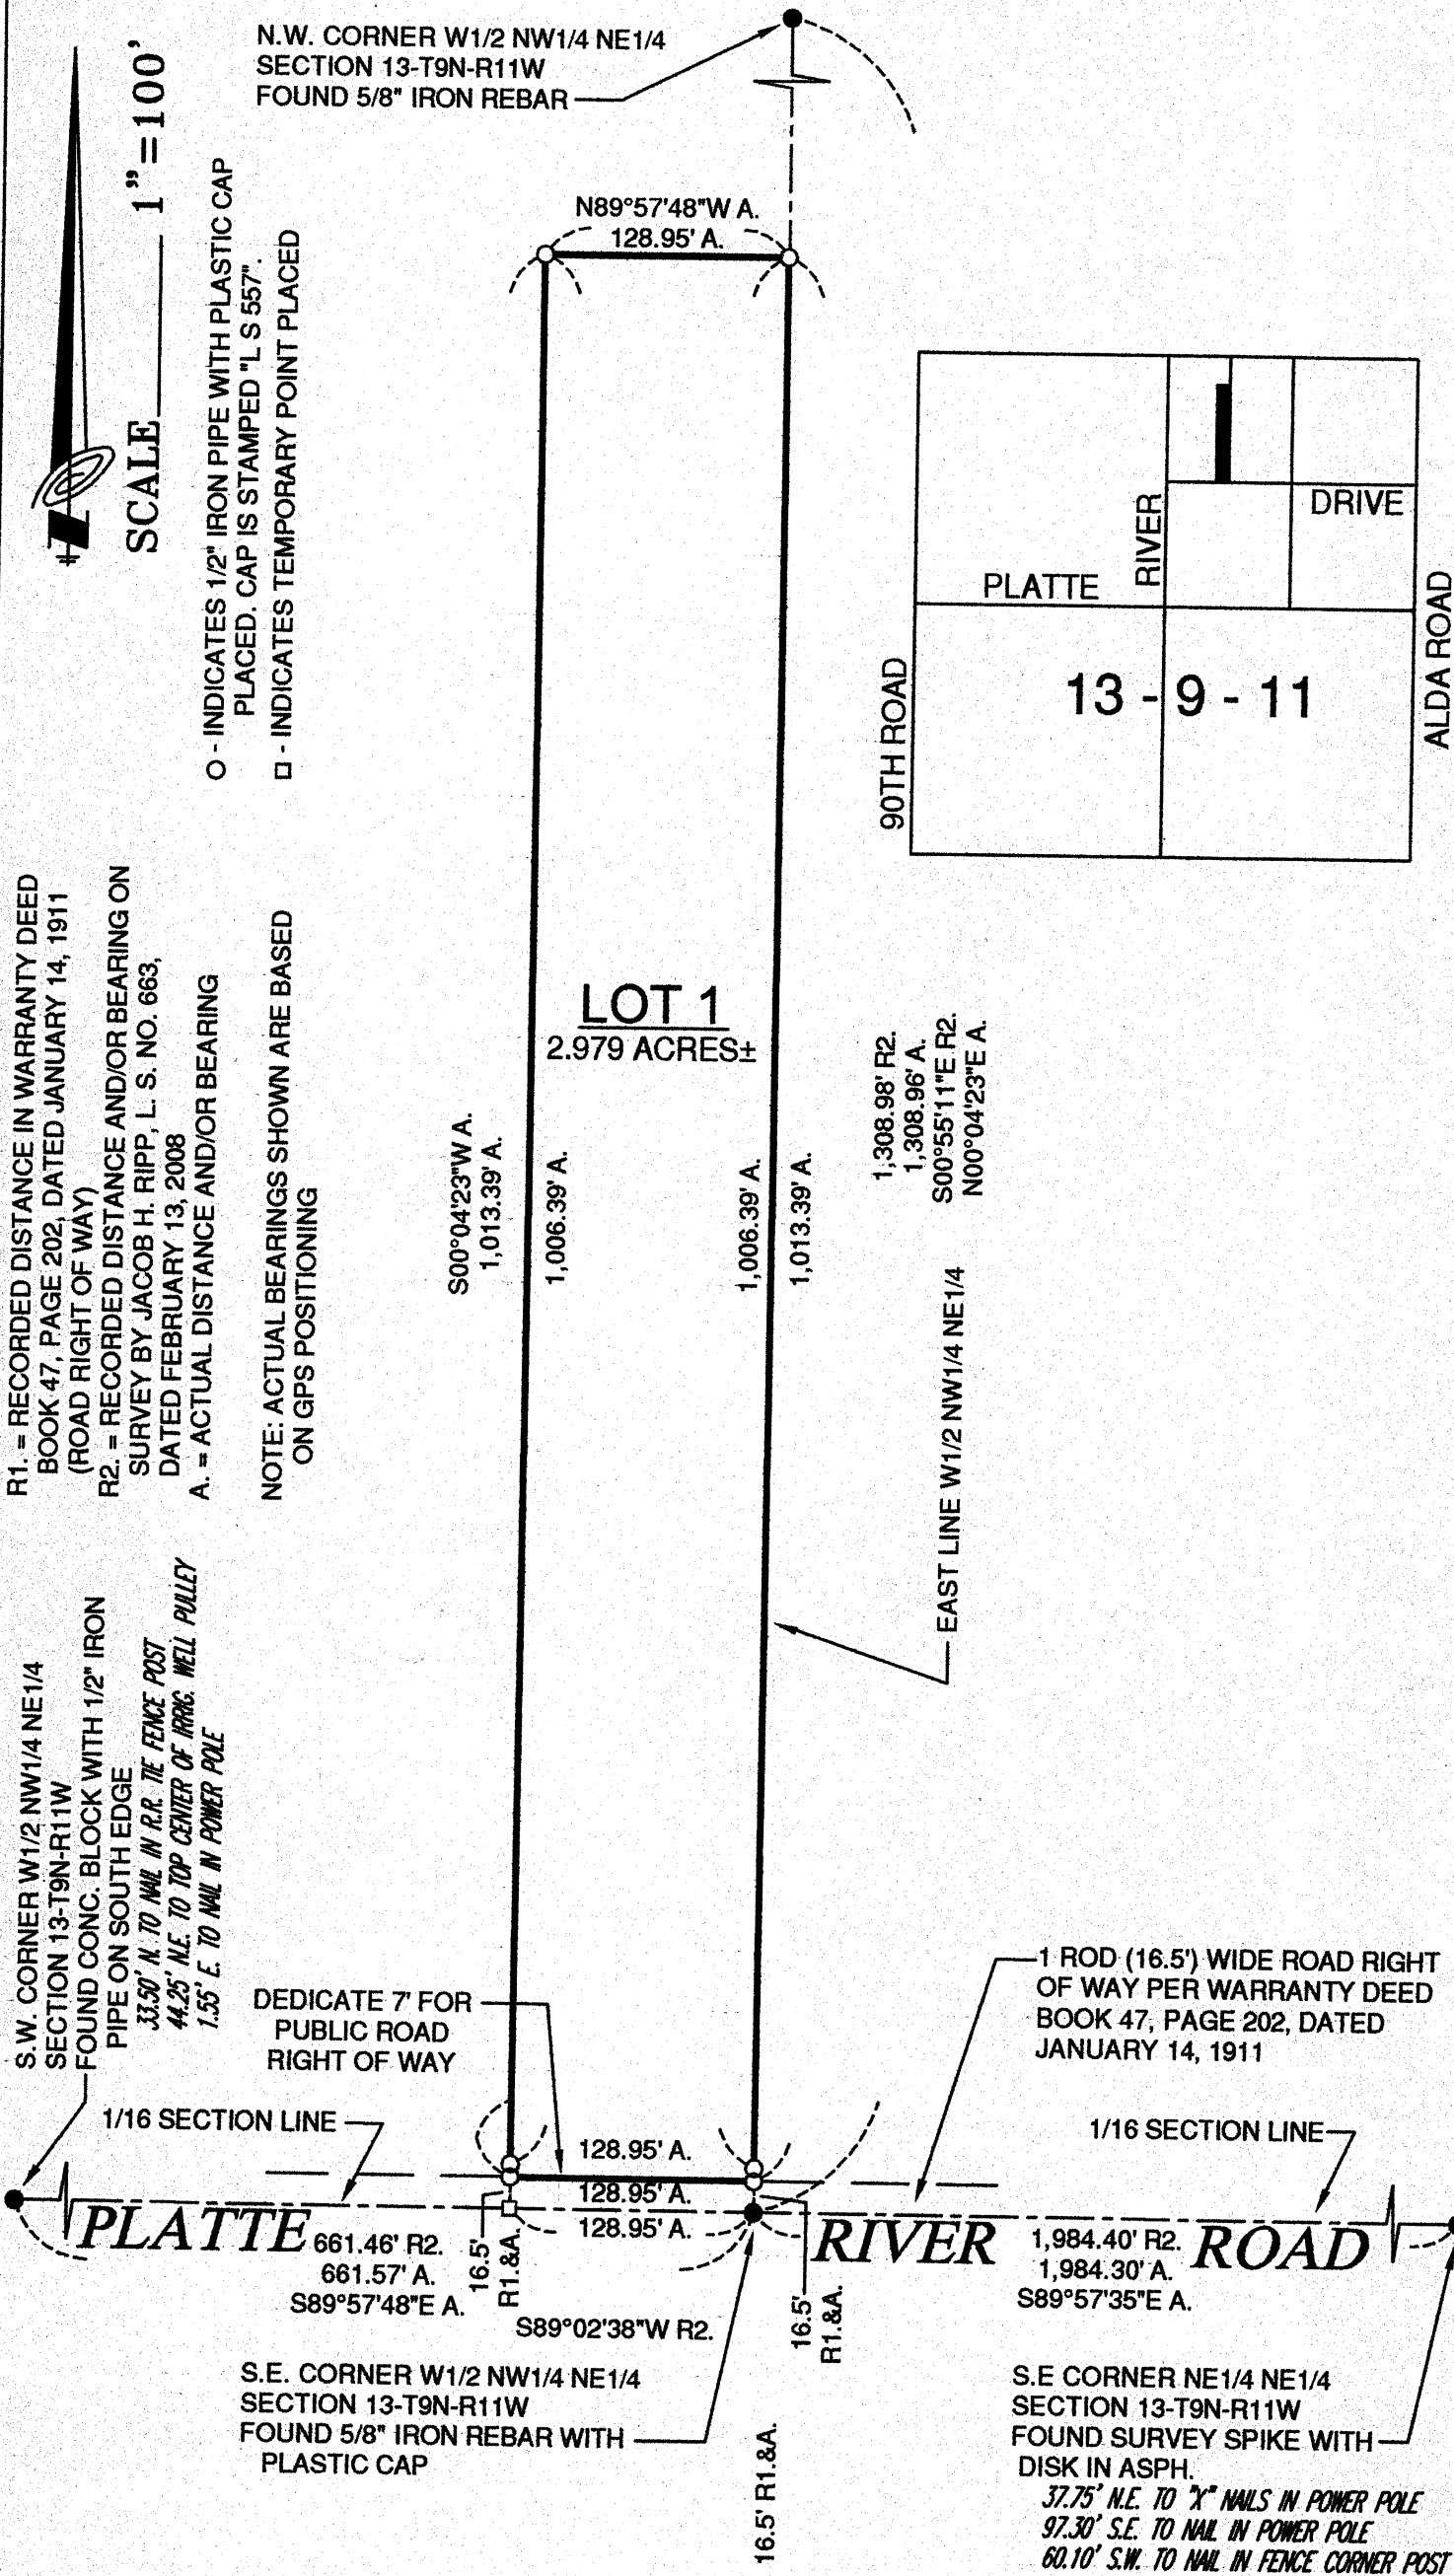 N.W. CORNER W1/2 NW1/4 NE1/4
SECTION 13-T9N-R11W
FOUND 5/8" IRON REBAR
SCALE 1"=100'
O - INDICATES 1/2" IRON PIPE WITH PLASTIC CAP
PLACED. CAP IS STAMPED "L S 557".
□ - INDICATES TEMPORARY POINT PLACED
N89°57'48"W A.
128.95' A.
PLATTE
RIVER
DRIVE
90TH ROAD
13 - 9 - 11
ALDA ROAD
R1. = RECORDED DISTANCE IN WARRANTY DEED
BOOK 47, PAGE 202, DATED JANUARY 14, 1911
(ROAD RIGHT OF WAY)
R2. = RECORDED DISTANCE AND/OR BEARING ON
SURVEY BY JACOB H. RIPP, L. S. NO. 663,
DATED FEBRUARY 13, 2008
A. = ACTUAL DISTANCE AND/OR BEARING
NOTE: ACTUAL BEARINGS SHOWN ARE BASED
ON GPS POSITIONING
LOT 1
2.979 ACRES±
S00°04'23"W A.
1,013.39' A.
1,006.39' A.
1,006.39' A.
1,013.39' A.
1,308.98' R2.
1,308.96' A.
S00°55'11"E R2.
N00°04'23"E A.
EAST LINE W1/2 NW1/4 NE1/4
S.W. CORNER W1/2 NW1/4 NE1/4
SECTION 13-T9N-R11W
FOUND CONC. BLOCK WITH 1/2" IRON
PIPE ON SOUTH EDGE
33.50' N. TO NAIL IN R.R. TIE FENCE POST
44.25' N.E. TO TOP CENTER OF IRRIG. WELL PULLEY
1.55' E. TO NAIL IN POWER POLE
DEDICATE 7' FOR
PUBLIC ROAD
RIGHT OF WAY
1 ROD (16.5') WIDE ROAD RIGHT
OF WAY PER WARRANTY DEED
BOOK 47, PAGE 202, DATED
JANUARY 14, 1911
1/16 SECTION LINE
1/16 SECTION LINE
128.95' A.
128.95' A.
128.95' A.
PLATTE RIVER ROAD
661.46' R2.
661.57' A.
S89°57'48"E A.
16.5'
R1.&A.
S89°02'38"W R2.
16.5'
R1.&A.
1,984.40' R2.
1,984.30' A.
S89°57'35"E A.
S.E. CORNER W1/2 NW1/4 NE1/4
SECTION 13-T9N-R11W
FOUND 5/8" IRON REBAR WITH
PLASTIC CAP
16.5' R1.&A.
S.E CORNER NE1/4 NE1/4
SECTION 13-T9N-R11W
FOUND SURVEY SPIKE WITH
DISK IN ASPH.
37.75' N.E. TO "X" NAILS IN POWER POLE
97.30' S.E. TO NAIL IN POWER POLE
60.10' S.W. TO NAIL IN FENCE CORNER POST